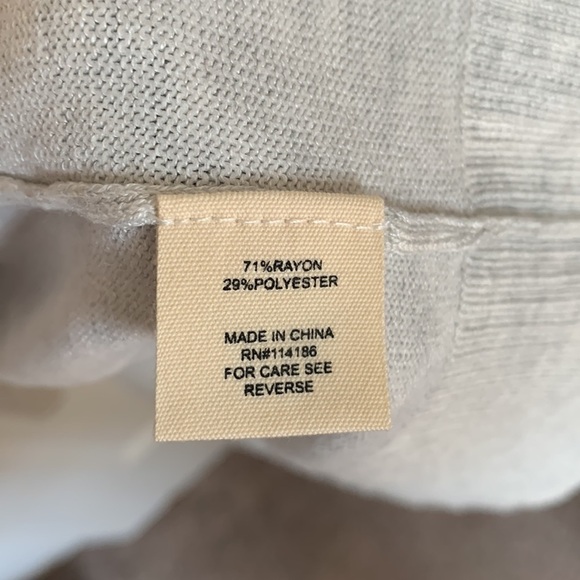 71%RAYON
29%POLYESTER
MADE IN CHINA
RN#114186
FOR CARE SEE
REVERSE